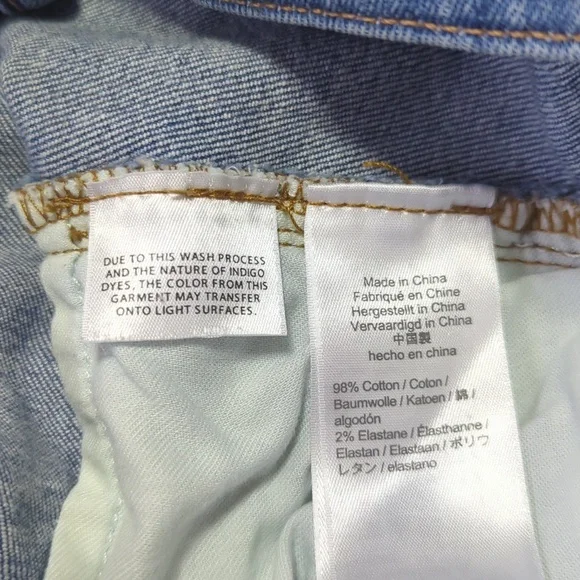 DUE TO THIS WASH PROCESS
AND THE NATURE OF INDIGO
DYES, THE COLOR FROM THIS
GARMENT MAY TRANSFER
ONTO LIGHT SURFACES.
Made in China
Fabriqué en Chine
Hergestellt in China
Vervaardigd in China
中国製
hecho en china
98% Cotton / Coton /
Baumwolle / Katoen / 綿 /
algodón
2% Elastane / Élasthanne /
Elastan / Elastaan / ポリウ
レタン / elastano